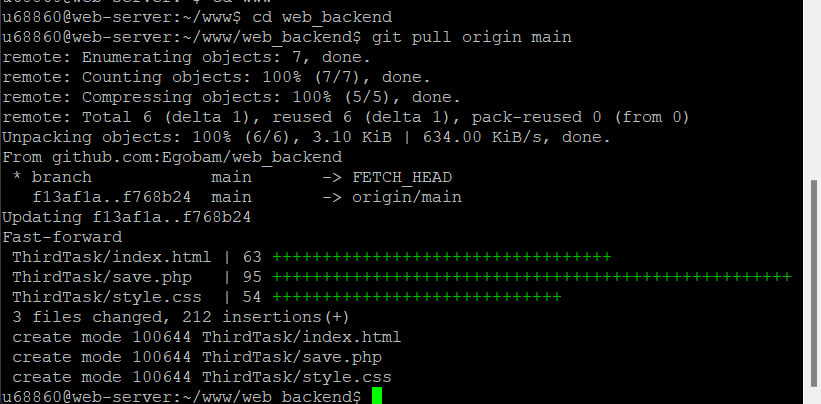 u68860@web-server:~/www$ cd web_backend
u68860@web-server:~/www/web_backend$ git pull origin main
remote: Enumerating objects: 7, done.
remote: Counting objects: 100% (7/7), done.
remote: Compressing objects: 100% (5/5), done.
remote: Total 6 (delta 1), reused 6 (delta 1), pack-reused 0 (from 0)
Unpacking objects: 100% (6/6), 3.10 KiB | 634.00 KiB/s, done.
From github.com:Egobam/web_backend
 * branch            main       -> FETCH_HEAD
   f13af1a..f768b24  main       -> origin/main
Updating f13af1a..f768b24
Fast-forward
 ThirdTask/index.html | 63 ++++++++++++++++++++++++++++++++++
 ThirdTask/save.php   | 95 ++++++++++++++++++++++++++++++++++++++++++++++++++++
 ThirdTask/style.css  | 54 +++++++++++++++++++++++++++++
 3 files changed, 212 insertions(+)
 create mode 100644 ThirdTask/index.html
 create mode 100644 ThirdTask/save.php
 create mode 100644 ThirdTask/style.css
u68860@web-server:~/www/web_backend$